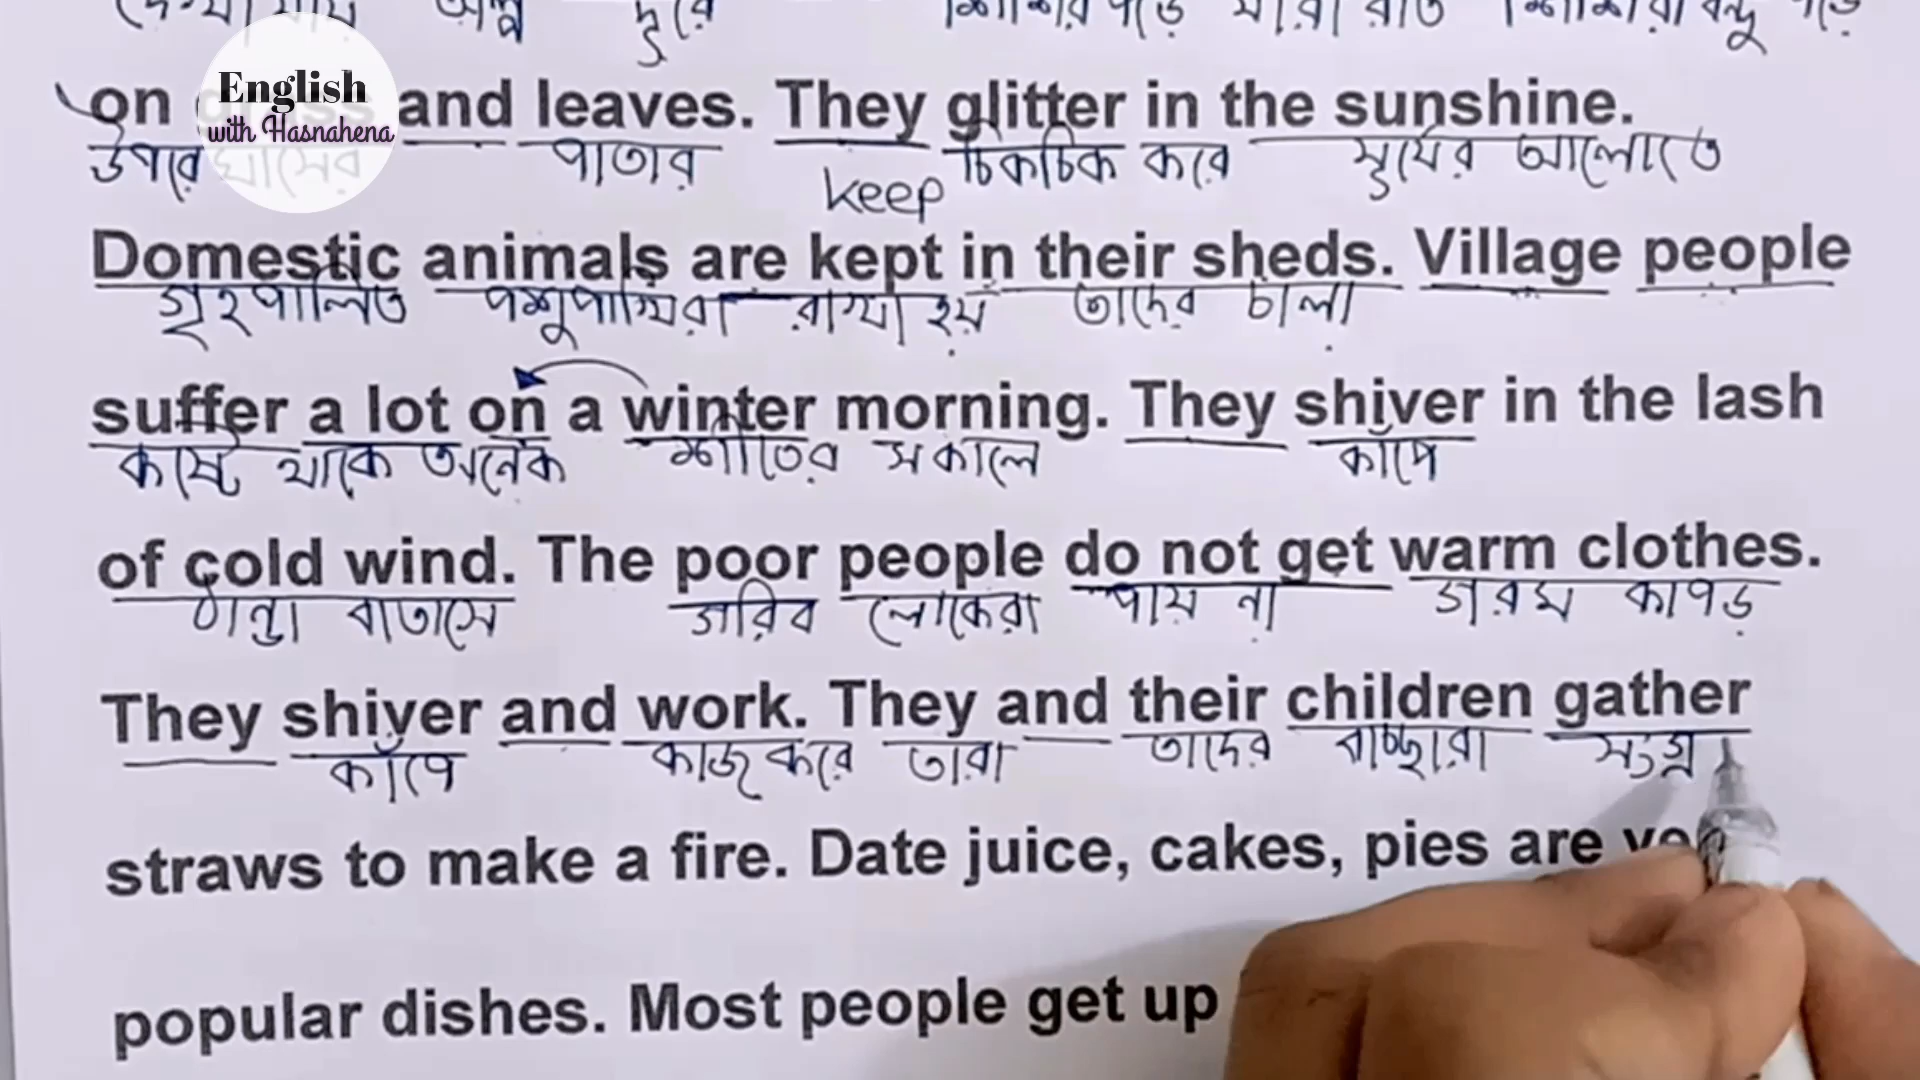 শিশির পড়ে সারা রাত শিশিরবিন্দু পড়ে
English
with Hasnahena
on grass and leaves. They glitter in the sunshine.
উপরে ঘাসের পাতার চিকচিক করে সূর্যের আলোতে
keep
Domestic animals are kept in their sheds. Village people
গৃহপালিত পশুপাখিরা রাখা হয় তাদের চালা
suffer a lot on a winter morning. They shiver in the lash
কষ্টে থাকে অনেক শীতের সকালে কাঁপে
of cold wind. The poor people do not get warm clothes.
ঠান্ডা বাতাসে গরিব লোকেরা পায় না গরম কাপড়
They shiver and work. They and their children gather
কাঁপে কাজ করে তারা তাদের বাচ্ছারা সংগ্র
straws to make a fire. Date juice, cakes, pies are
popular dishes. Most people get up